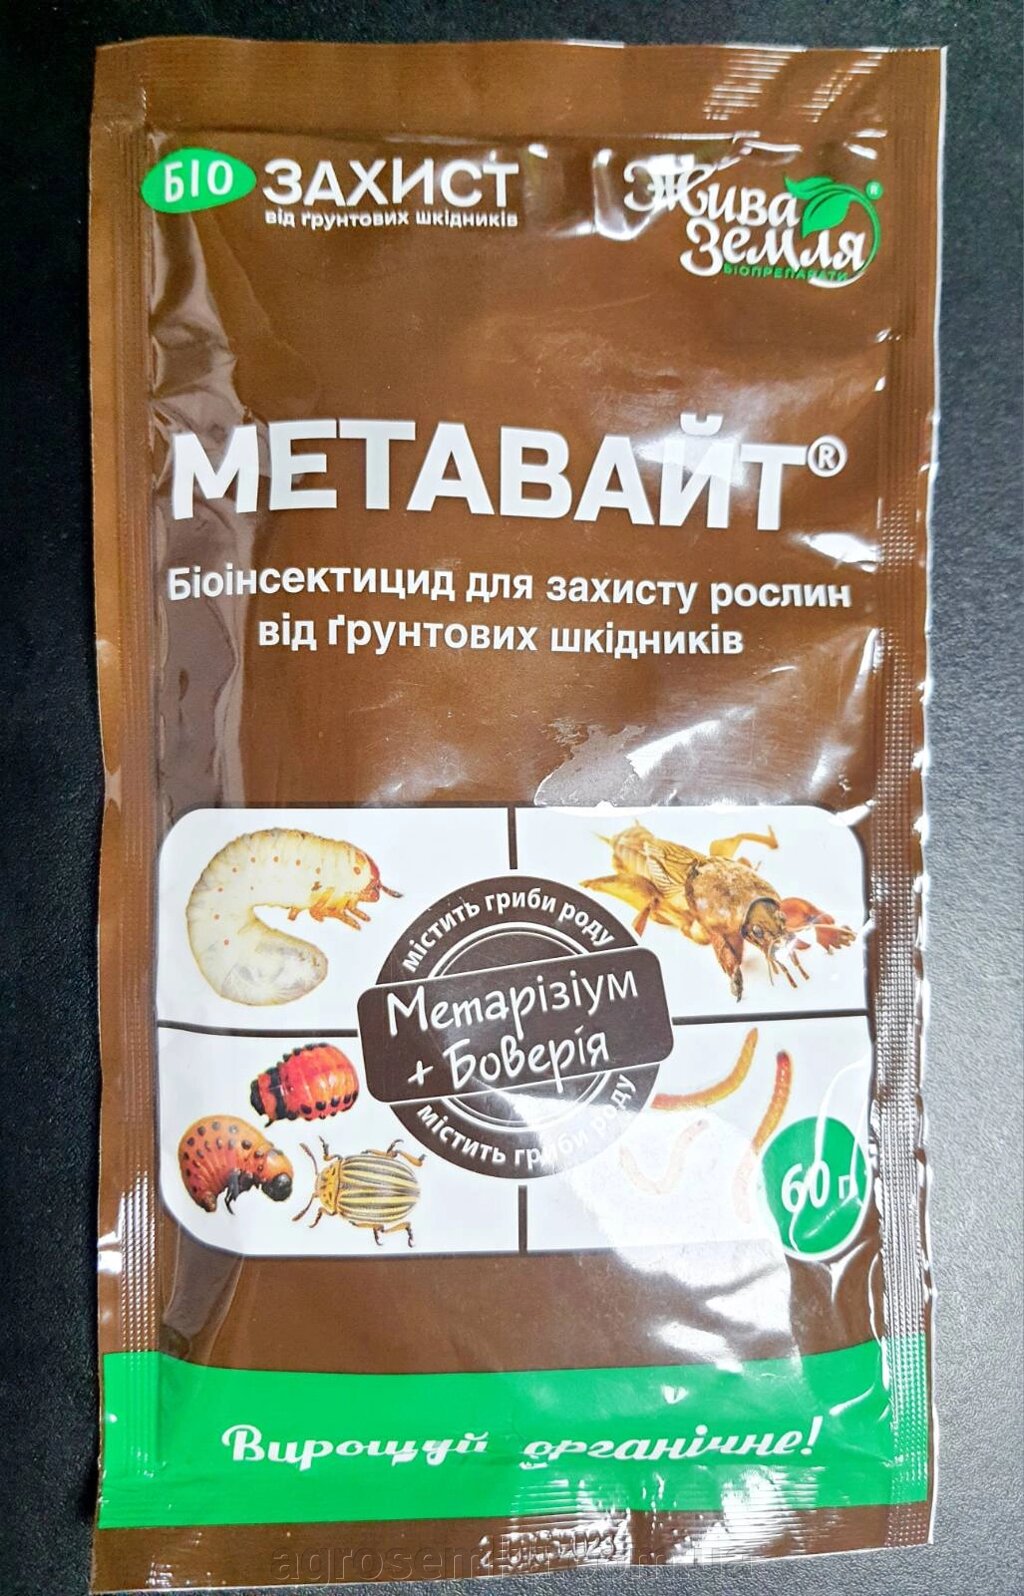 БІО ЗАХИСТ
від ґрунтових шкідників
Жива
Земля®
БІОПРЕПАРАТИ
МЕТАВАЙТ®
Біоінсектицид для захисту рослин
від ґрунтових шкідників
містить гриби роду
Метарізіум
+ Боверія
містить гриби роду
60 г
Вирощуй органічне!